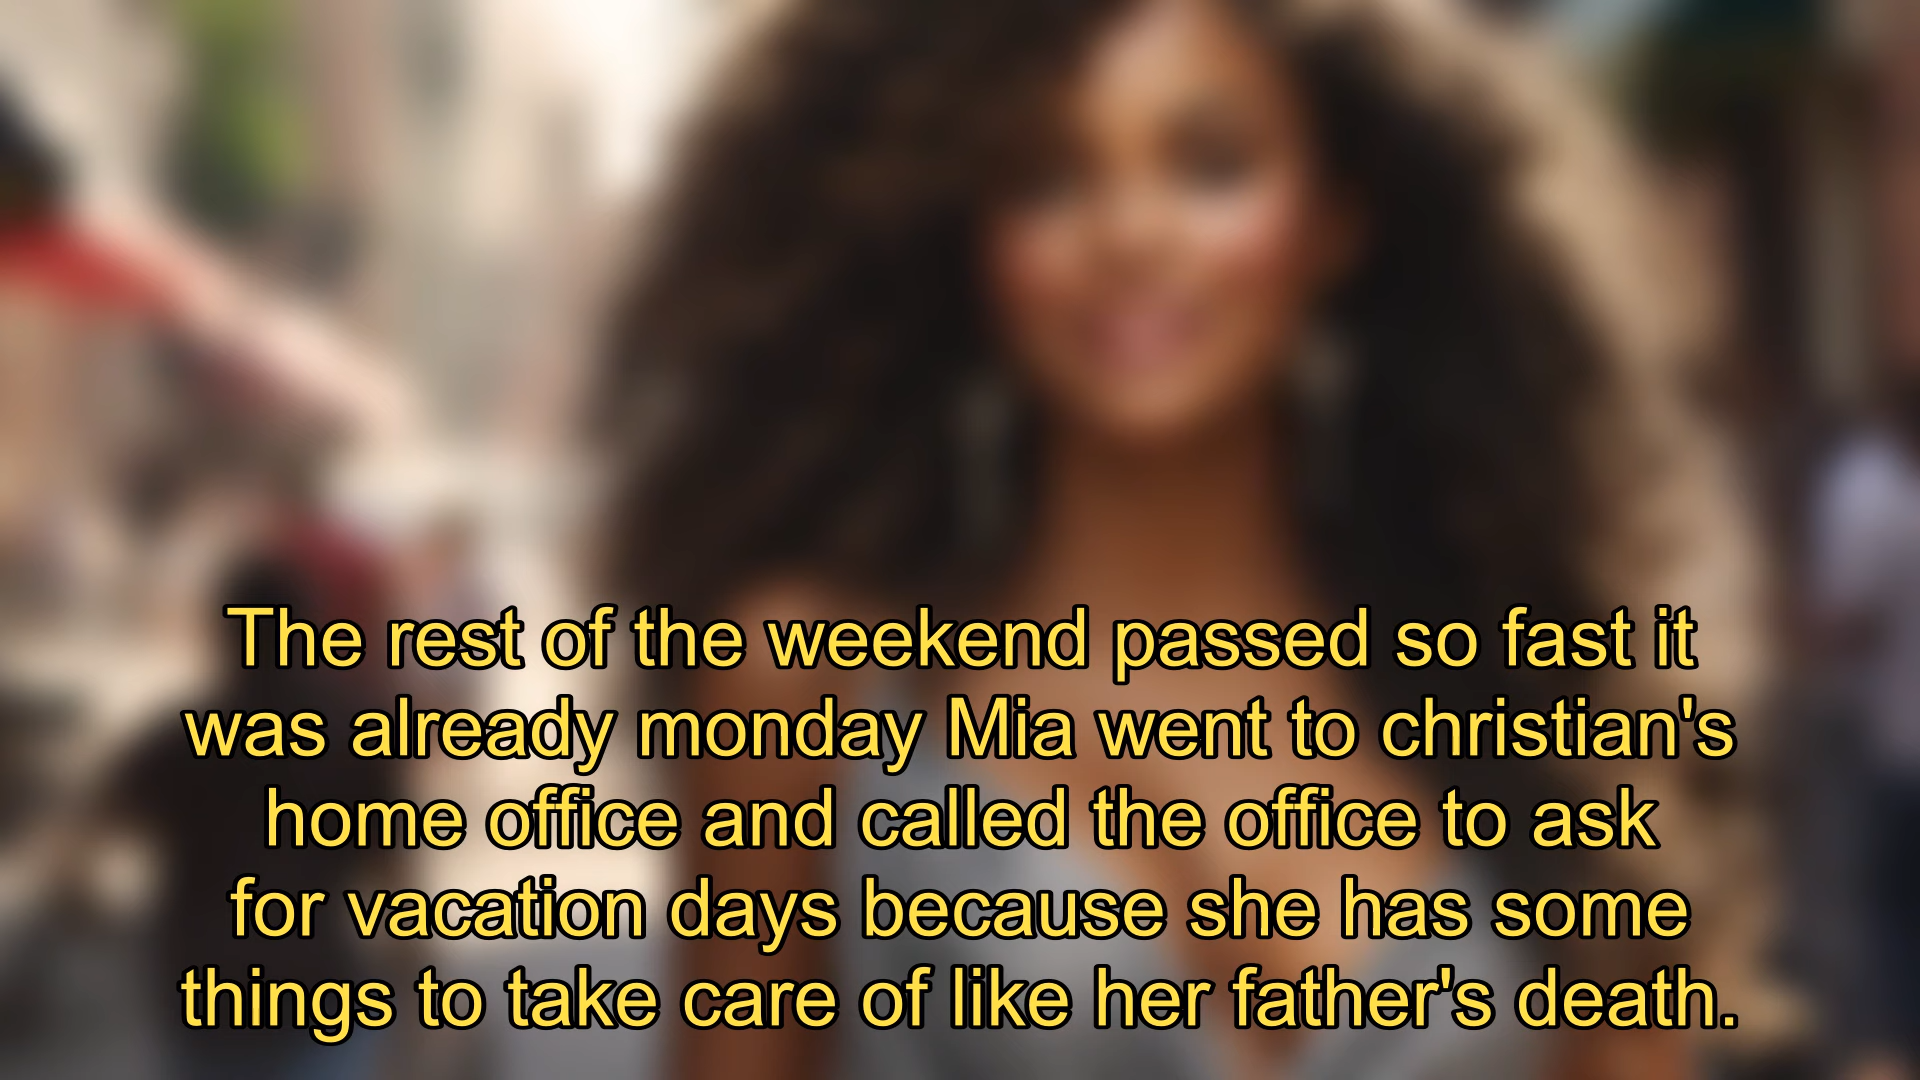 The rest of the weekend passed so fast it
was already monday Mia went to christian's
home office and called the office to ask
for vacation days because she has some
things to take care of like her father's death.